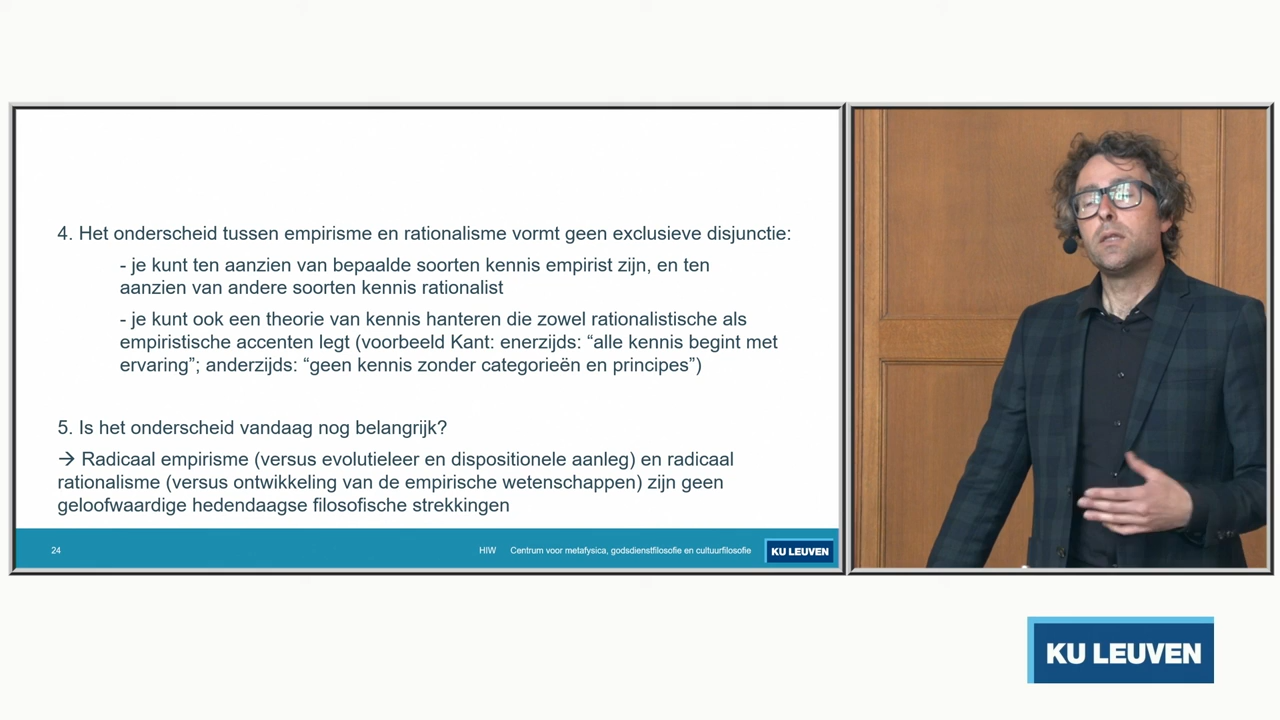 4. Het onderscheid tussen empirisme en rationalisme vormt geen exclusieve disjunctie:
- je kunt ten aanzien van bepaalde soorten kennis empirist zijn, en ten
aanzien van andere soorten kennis rationalist
- je kunt ook een theorie van kennis hanteren die zowel rationalistische als
empiristische accenten legt (voorbeeld Kant: enerzijds: “alle kennis begint met
ervaring”; anderzijds: “geen kennis zonder categorieën en principes”)
5. Is het onderscheid vandaag nog belangrijk?
→ Radicaal empirisme (versus evolutieleer en dispositionele aanleg) en radicaal
rationalisme (versus ontwikkeling van de empirische wetenschappen) zijn geen
geloofwaardige hedendaagse filosofische strekkingen
24 HIW Centrum voor metafysica, godsdienstfilosofie en cultuurfilosofie KU LEUVEN
KU LEUVEN